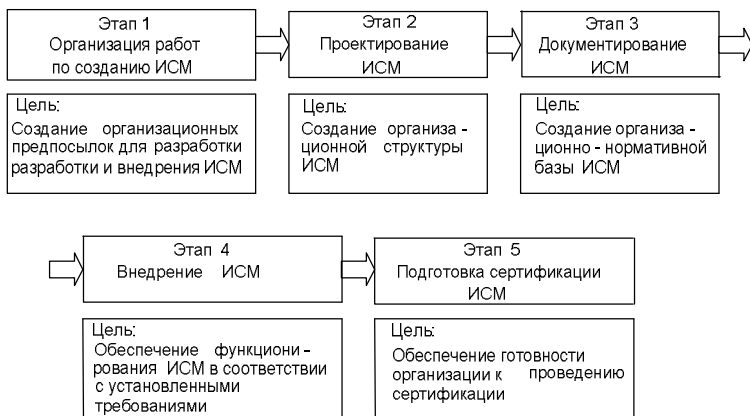 Этап 1
Организация работ
по созданию ИСМ
Цель:
Создание организационных
предпосылок для разработки
разработки и внедрения ИСМ
Этап 2
Проектирование
ИСМ
Цель:
Создание организа -
ционной структуры
ИСМ
Этап 3
Документирование
ИСМ
Цель:
Создание организа -
ционно - нормативной
базы ИСМ
Этап 4
Внедрение ИСМ
Цель:
Обеспечение функциони -
рования ИСМ в соответствии
с установленными
требованиями
Этап 5
Подготовка сертификации
ИСМ
Цель:
Обеспечение готовности
организации к проведению
сертификации